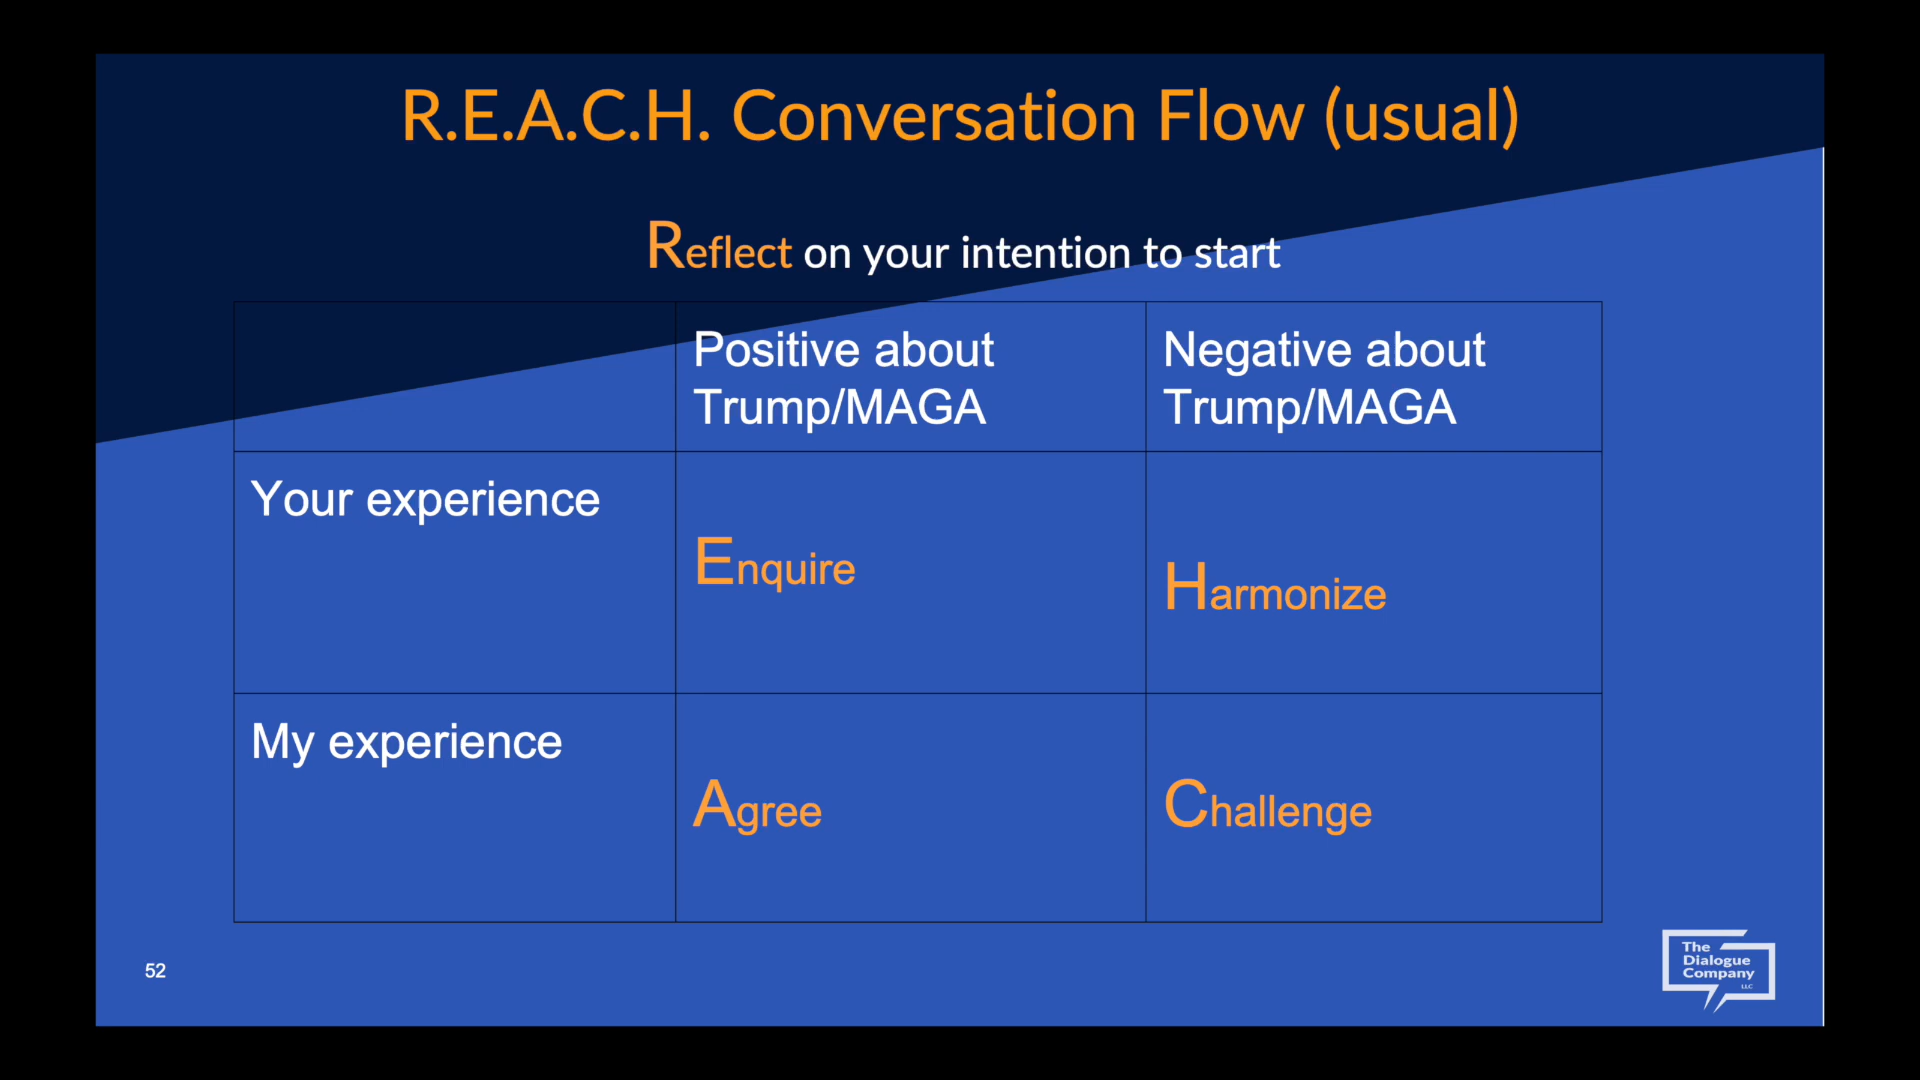 R.E.A.C.H. Conversation Flow (usual)
Reflect on your intention to start
Positive about
Trump/MAGA
Negative about
Trump/MAGA
Your experience
Enquire
Harmonize
My experience
Agree
Challenge
52
The
Dialogue
Company
LLC